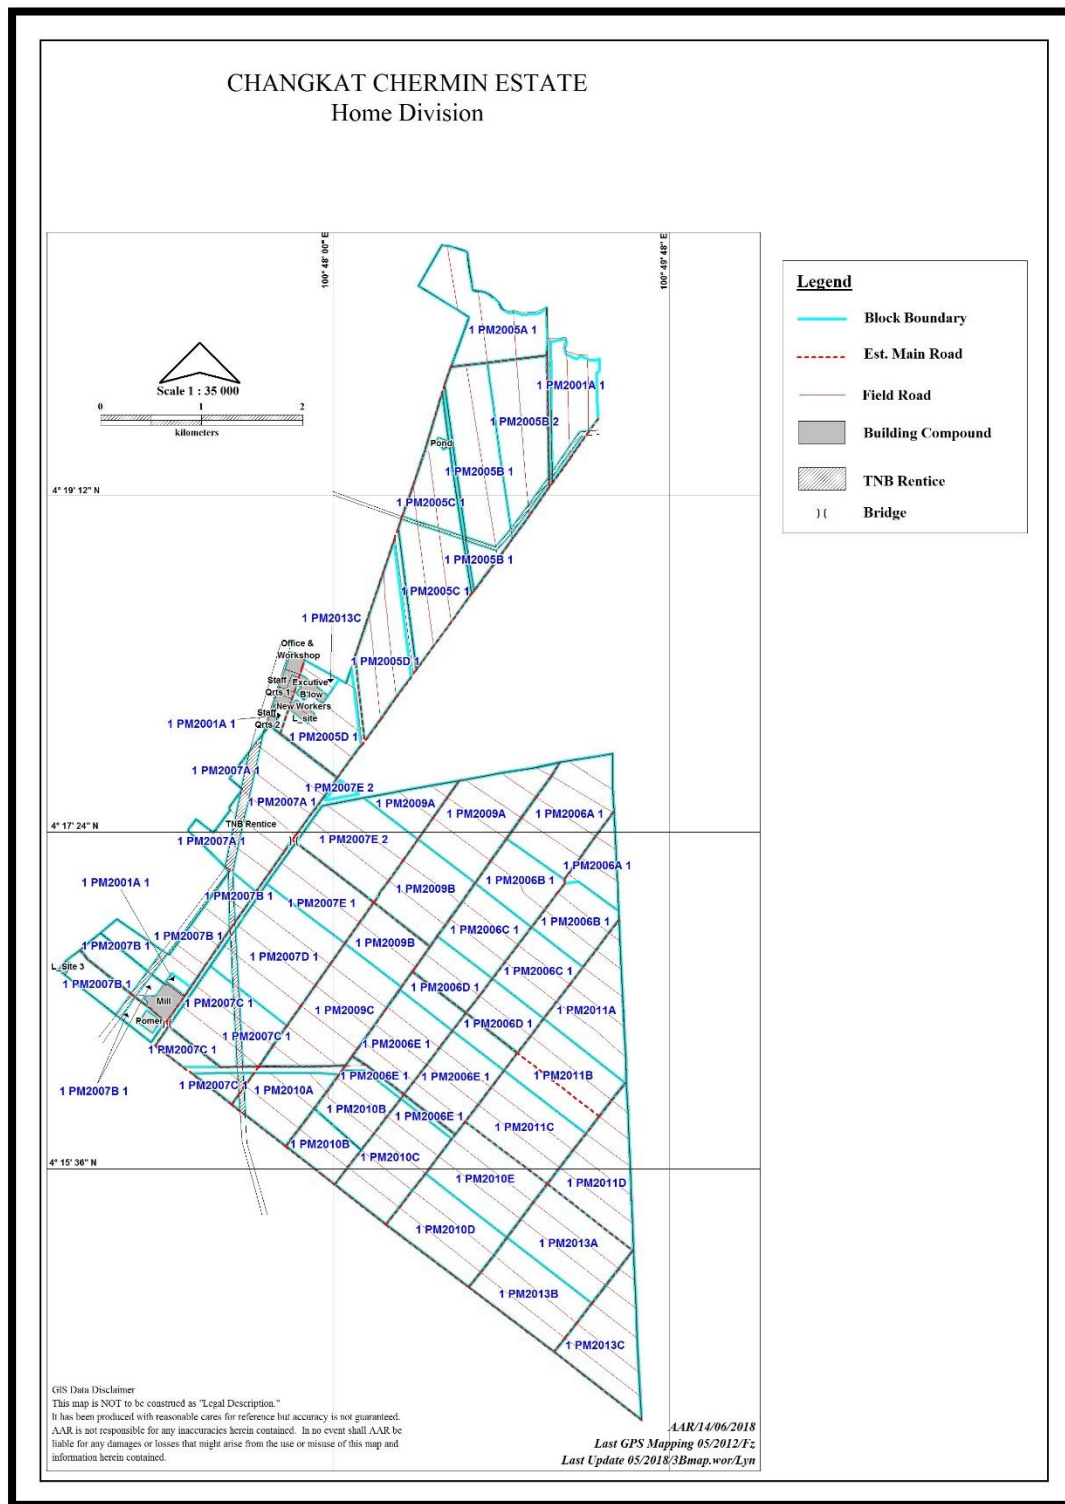 CHANGKAT CHERMIN ESTATE
Home Division
100° 48' 00" E
100° 49' 48" E
Legend
Block Boundary
Est. Main Road
Field Road
Building Compound
TNB Rentice
Bridge
Scale 1 : 35 000
0 1 2
kilometers
1 PM2005A 1
1 PM2001A 1
1 PM2005B 2
Pond
1 PM2005B 1
4° 19' 12" N
1 PM2005C 1
1 PM2005B 1
1 PM2005C 1
1 PM2013C
Office &
Workshop
1 PM2005D 1
Staff
Qrts 1
Excutive
B'low
New Workers
L_site
Staff
Qrts 2
1 PM2001A 1
1 PM2005D 1
1 PM2007A 1
1 PM2007E 2
1 PM2007A 1
1 PM2009A
1 PM2009A
1 PM2006A 1
TNB Rentice
4° 17' 24" N
1 PM2007A 1
1 PM2007E 2
1 PM2006A 1
1 PM2001A 1
1 PM2009B
1 PM2006B 1
1 PM2007B 1
1 PM2007E 1
1 PM2006B 1
1 PM2007B 1
1 PM2006C 1
1 PM2007B 1
1 PM2009B
1 PM2007D 1
L_Site 3
1 PM2006C 1
1 PM2007B 1
1 PM2006D 1
Mill
1 PM2007C 1
1 PM2009C
1 PM2011A
Pomer
1 PM2006D 1
1 PM2007C 1
1 PM2006E 1
1 PM2007C 1
1 PM2006E 1
1 PM2006E 1
1 PM2011B
1 PM2007C 1
1 PM2010A
1 PM2007B 1
1 PM2010B
1 PM2006E 1
1 PM2011C
1 PM2010B
1 PM2010C
4° 15' 36" N
1 PM2010E
1 PM2011D
1 PM2010D
1 PM2013A
1 PM2013B
1 PM2013C
GIS Data Disclaimer
This map is NOT to be construed as "Legal Description."
It has been produced with reasonable cares for reference but accuracy is not guaranteed.
AAR is not responsible for any inaccuracies herein contained. In no event shall AAR be
liable for any damages or losses that might arise from the use or misuse of this map and
information herein contained.
AAR/14/06/2018
Last GPS Mapping 05/2012/Fz
Last Update 05/2018/3Bmap.wor/Lyn